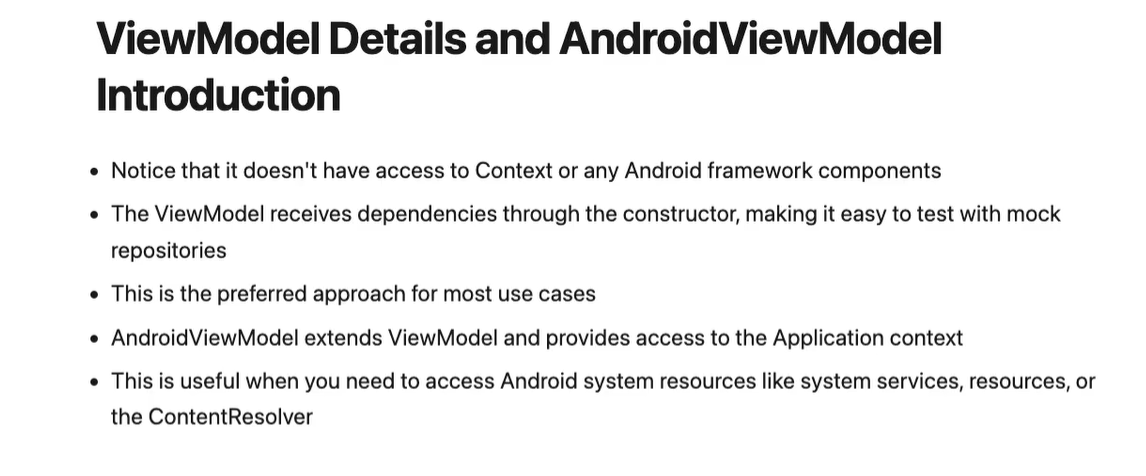 ViewModel Details and AndroidViewModel
Introduction
• Notice that it doesn't have access to Context or any Android framework components
• The ViewModel receives dependencies through the constructor, making it easy to test with mock
repositories
• This is the preferred approach for most use cases
• AndroidViewModel extends ViewModel and provides access to the Application context
• This is useful when you need to access Android system resources like system services, resources, or
the ContentResolver